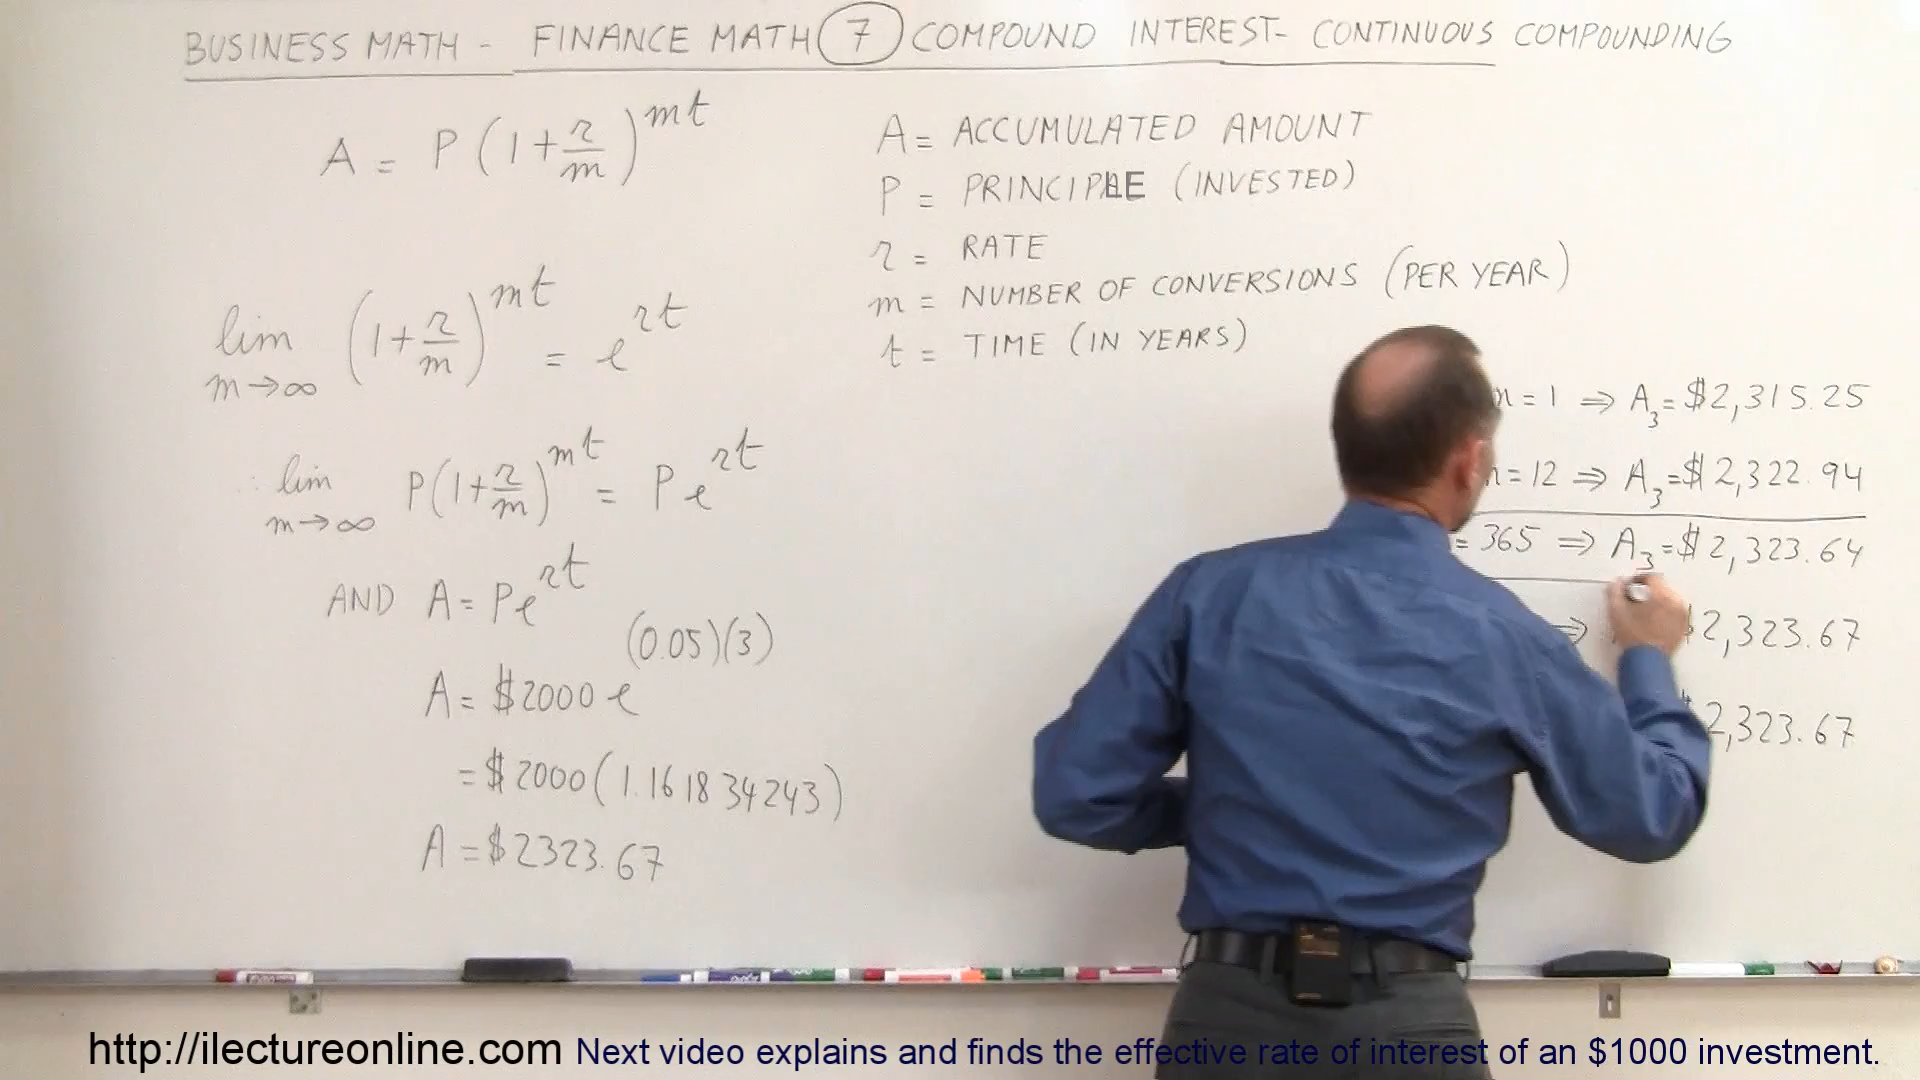 BUSINESS MATH - FINANCE MATH 7 COMPOUND INTEREST- CONTINUOUS COMPOUNDING
A = P(1+r/m)^mt
lim m→∞ (1+r/m)^mt = e^rt
lim m→∞ P(1+r/m)^mt = Pe^rt
AND A = Pe^rt
A = $2000 e^(0.05)(3)
= $2000(1.161834243)
A = $2323.67
A = ACCUMULATED AMOUNT
P = PRINCIPLE (INVESTED)
r = RATE
m = NUMBER OF CONVERSIONS (PER YEAR)
t = TIME (IN YEARS)
= 1 ⇒ A₃ = $2,315.25
= 12 ⇒ A₃ = $2,322.94
= 365 ⇒ A₃ = $2,323.64
⇒ $2,323.67
$2,323.67
http://ilectureonline.com Next video explains and finds the effective rate of interest of an $1000 investment.